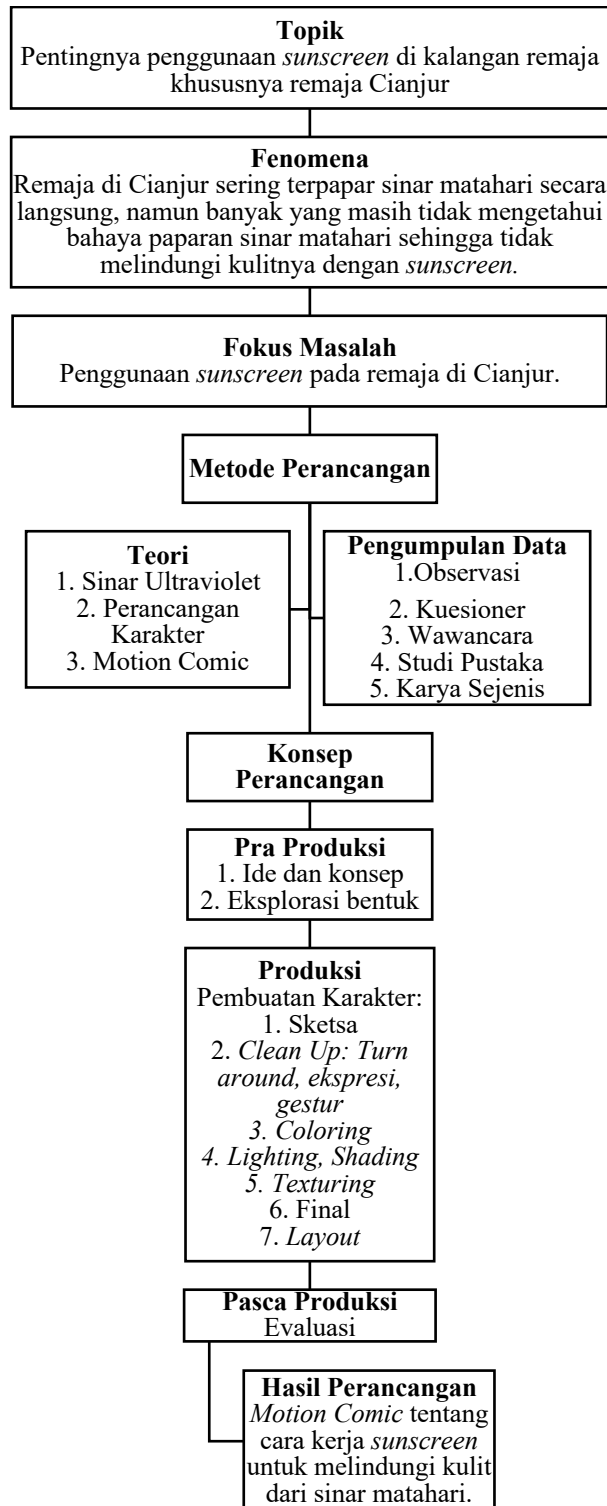 Topik
Pentingnya penggunaan sunscreen di kalangan remaja
khususnya remaja Cianjur
Fenomena
Remaja di Cianjur sering terpapar sinar matahari secara
langsung, namun banyak yang masih tidak mengetahui
bahaya paparan sinar matahari sehingga tidak
melindungi kulitnya dengan sunscreen.
Fokus Masalah
Penggunaan sunscreen pada remaja di Cianjur.
Metode Perancangan
Teori
1. Sinar Ultraviolet
2. Perancangan
Karakter
3. Motion Comic
Pengumpulan Data
1.Observasi
2. Kuesioner
3. Wawancara
4. Studi Pustaka
5. Karya Sejenis
Konsep
Perancangan
Pra Produksi
1. Ide dan konsep
2. Eksplorasi bentuk
Produksi
Pembuatan Karakter:
1. Sketsa
2. Clean Up: Turn
around, ekspresi,
gestur
3. Coloring
4. Lighting, Shading
5. Texturing
6. Final
7. Layout
Pasca Produksi
Evaluasi
Hasil Perancangan
Motion Comic tentang
cara kerja sunscreen
untuk melindungi kulit
dari sinar matahari.